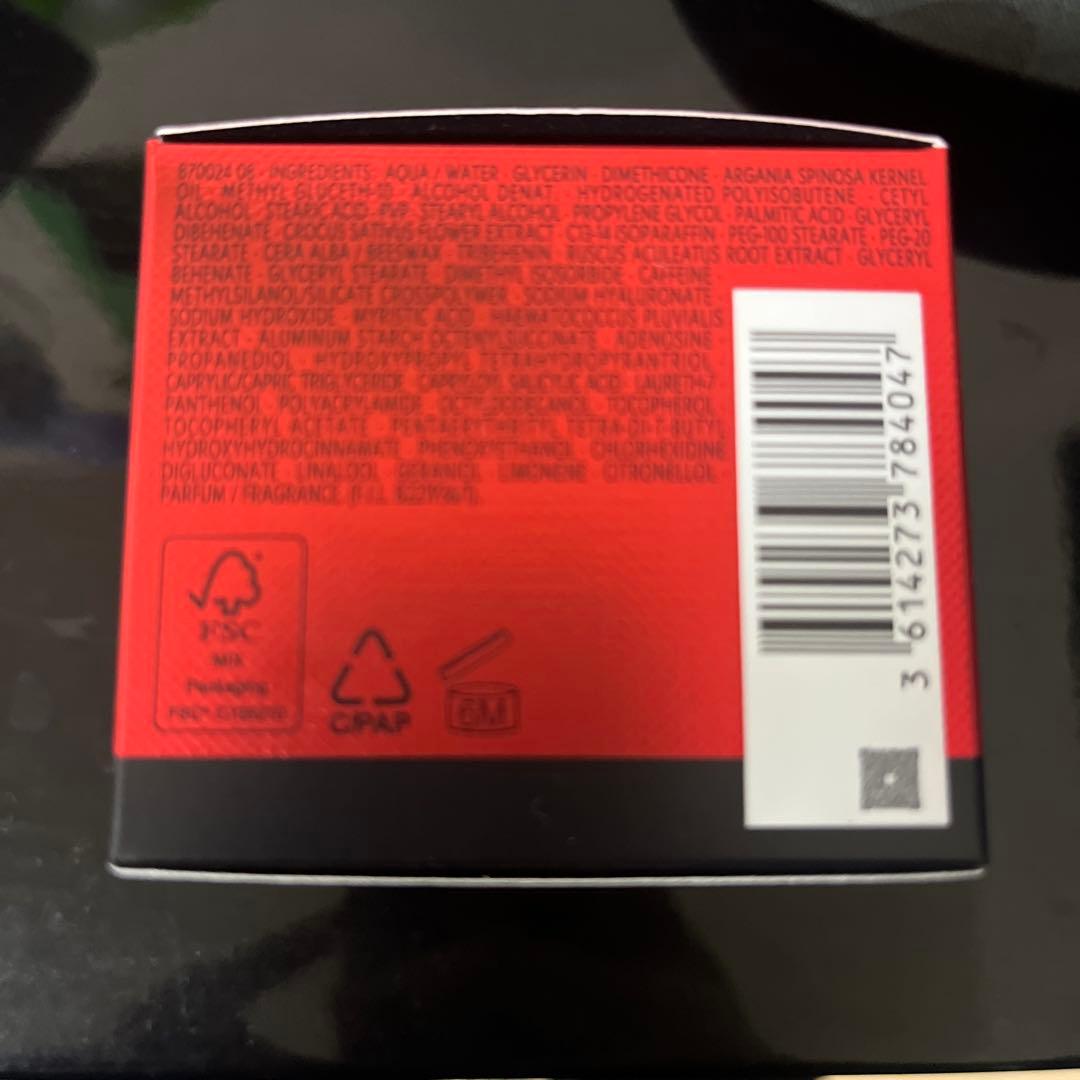 870024 06 · INGREDIENTS: AQUA / WATER · GLYCERIN · DIMETHICONE · ARGANIA SPINOSA KERNEL
OIL · METHYL GLUCETH-10 · ALCOHOL DENAT. · HYDROGENATED POLYISOBUTENE · CETYL
ALCOHOL · STEARIC ACID · PVP · STEARYL ALCOHOL · PROPYLENE GLYCOL · PALMITIC ACID · GLYCERYL
DIBEHENATE · CROCUS SATIVUS FLOWER EXTRACT · C13-14 ISOPARAFFIN · PEG-100 STEARATE · PEG-20
STEARATE · CERA ALBA / BEESWAX · TRIBEHENIN · RUSCUS ACULEATUS ROOT EXTRACT · GLYCERYL
BEHENATE · GLYCERYL STEARATE · DIMETHYL ISOSORBIDE · CAFFEINE ·
METHYLSILANOL/SILICATE CROSSPOLYMER · SODIUM HYALURONATE ·
SODIUM HYDROXIDE · MYRISTIC ACID · HAEMATOCOCCUS PLUVIALIS
EXTRACT · ALUMINUM STARCH OCTENYLSUCCINATE · ADENOSINE ·
PROPANEDIOL · HYDROXYPROPYL TETRAHYDROPYRANTRIOL ·
CAPRYLIC/CAPRIC TRIGLYCERIDE · CAPRYLOYL SALICYLIC ACID · LAURETH-7 ·
PANTHENOL · POLYACRYLAMIDE · OCTYLDODECANOL · TOCOPHEROL ·
TOCOPHERYL ACETATE · PENTAERYTHRITYL TETRA-DI-T-BUTYL
HYDROXYHYDROCINNAMATE · PHENOXYETHANOL · CHLORHEXIDINE
DIGLUCONATE · LINALOOL · GERANIOL · LIMONENE · CITRONELLOL ·
PARFUM / FRAGRANCE (F.I.L.
FSC
MIX
Packaging
C/PAP
6M
3 614273 784047